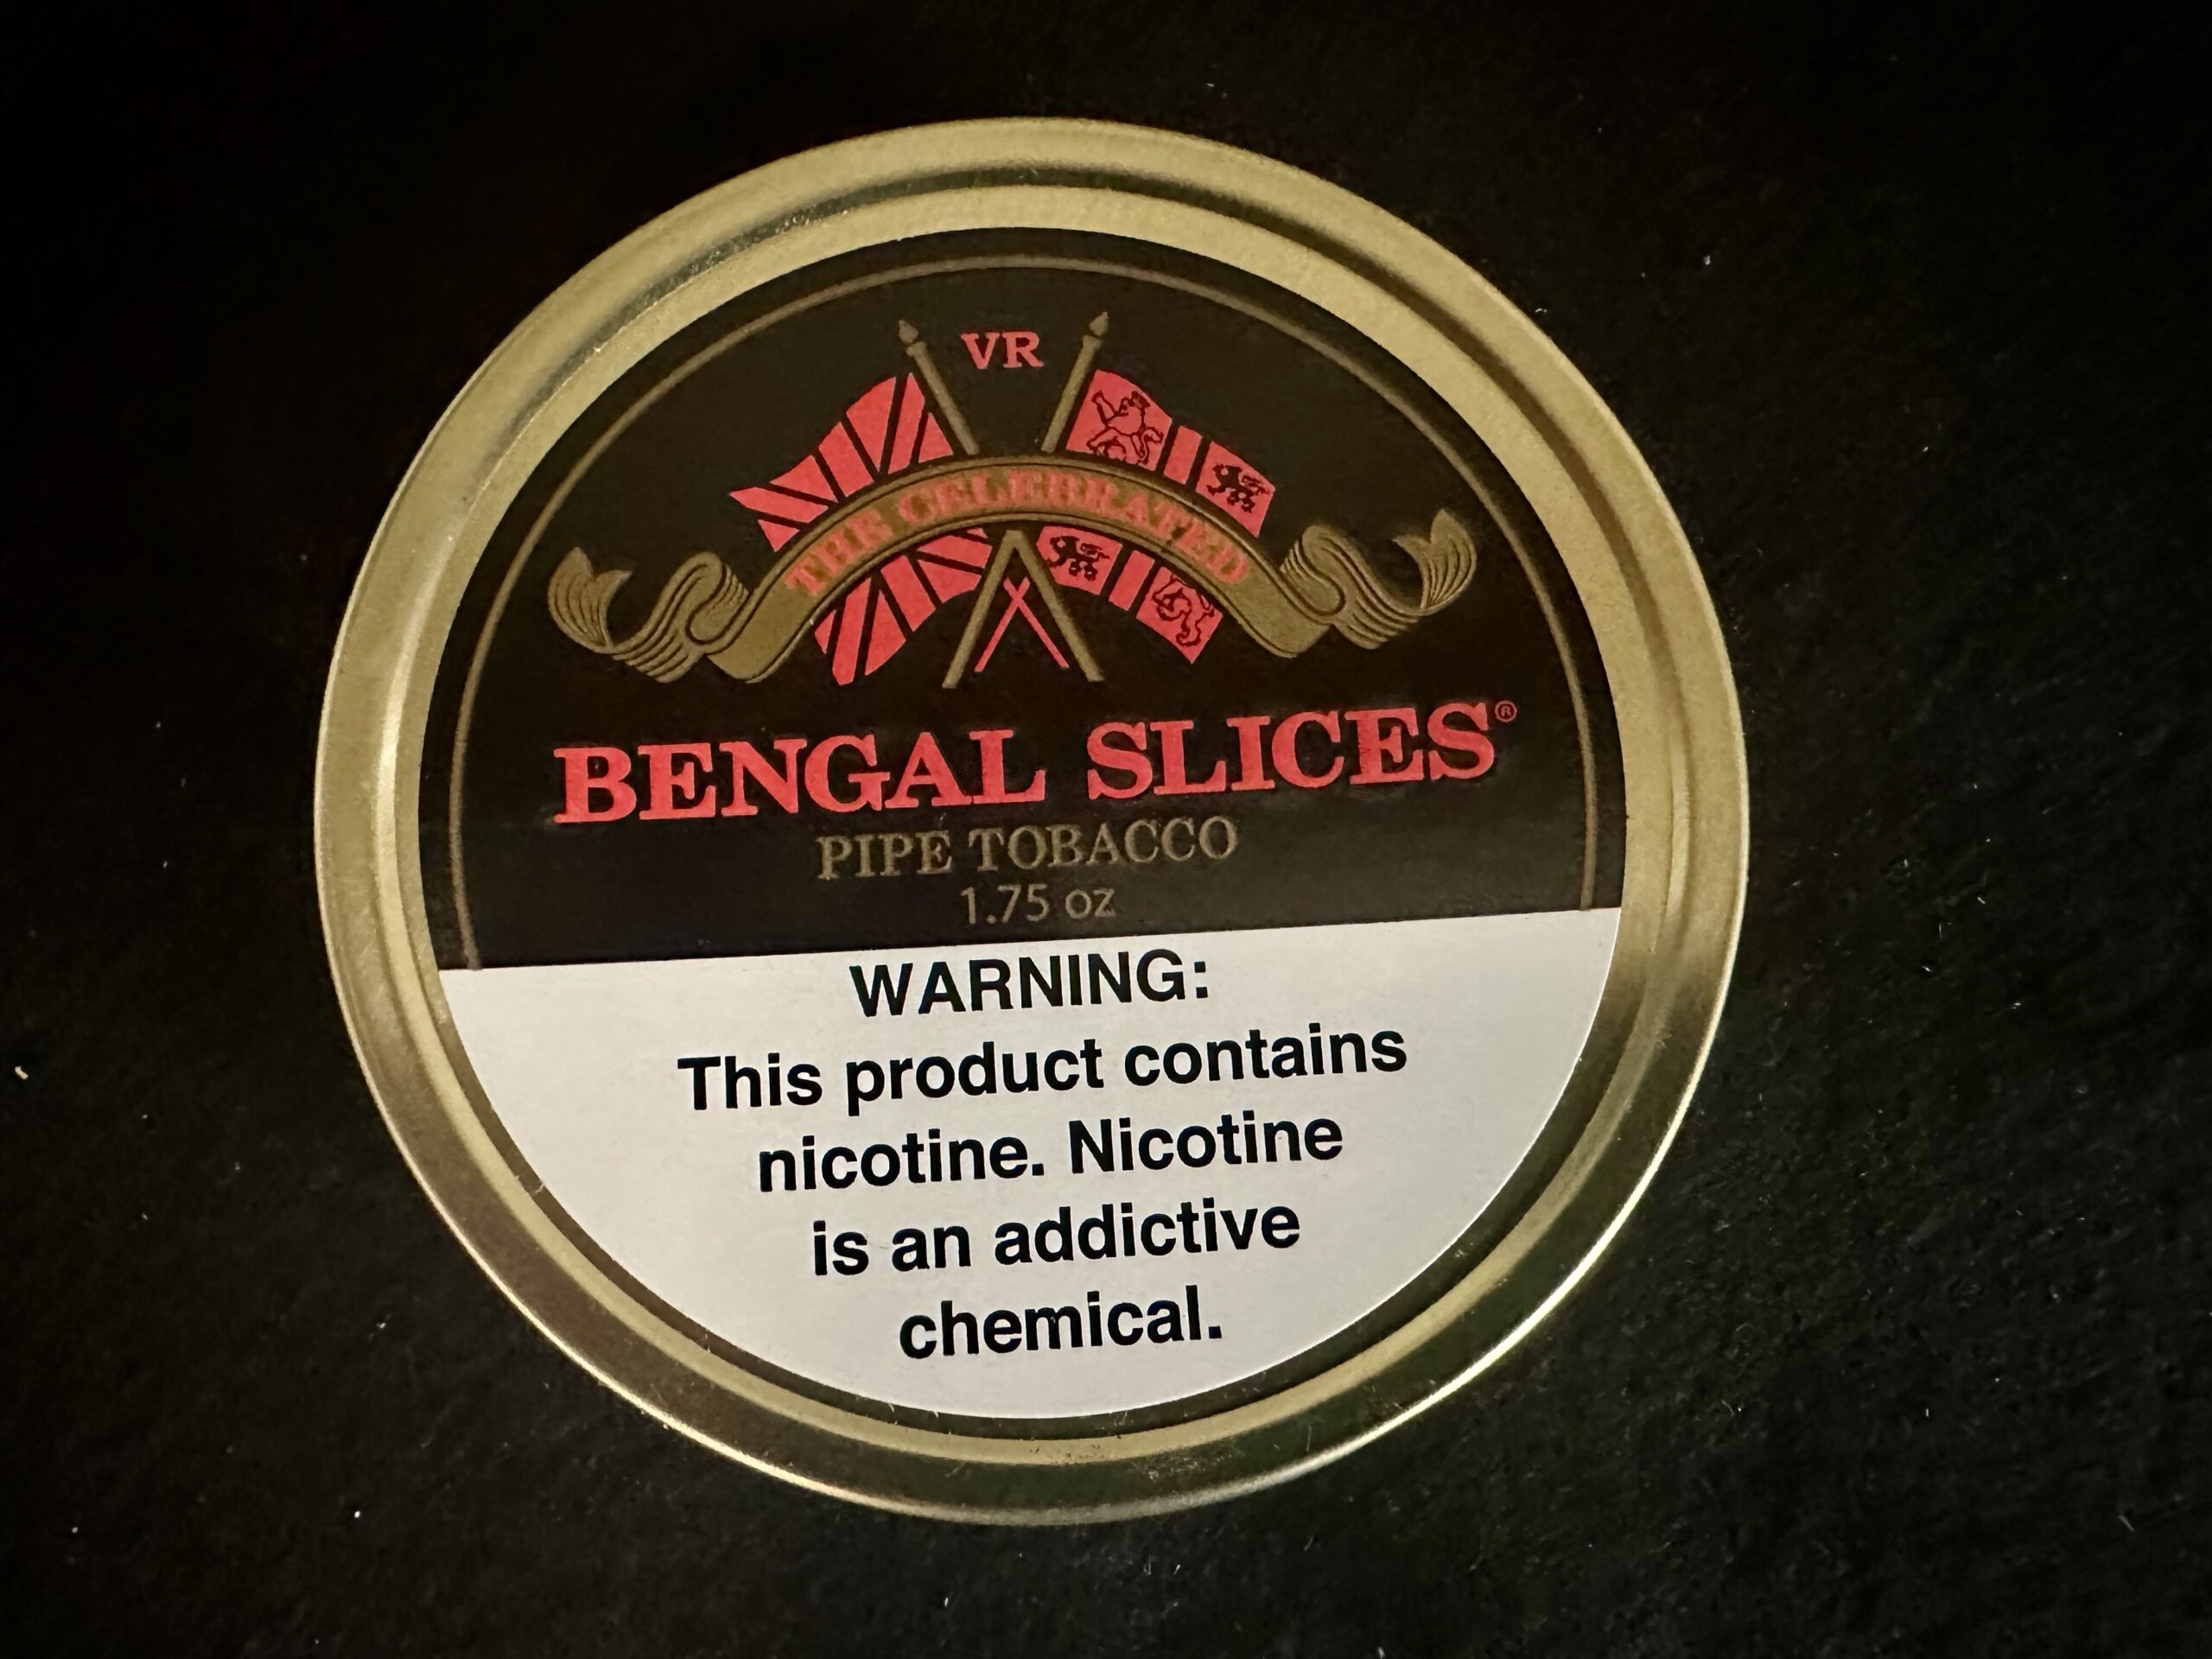 VR
THE CELEBRATED
BENGAL SLICES®
PIPE TOBACCO
1.75 oz
WARNING:
This product contains
nicotine. Nicotine
is an addictive
chemical.